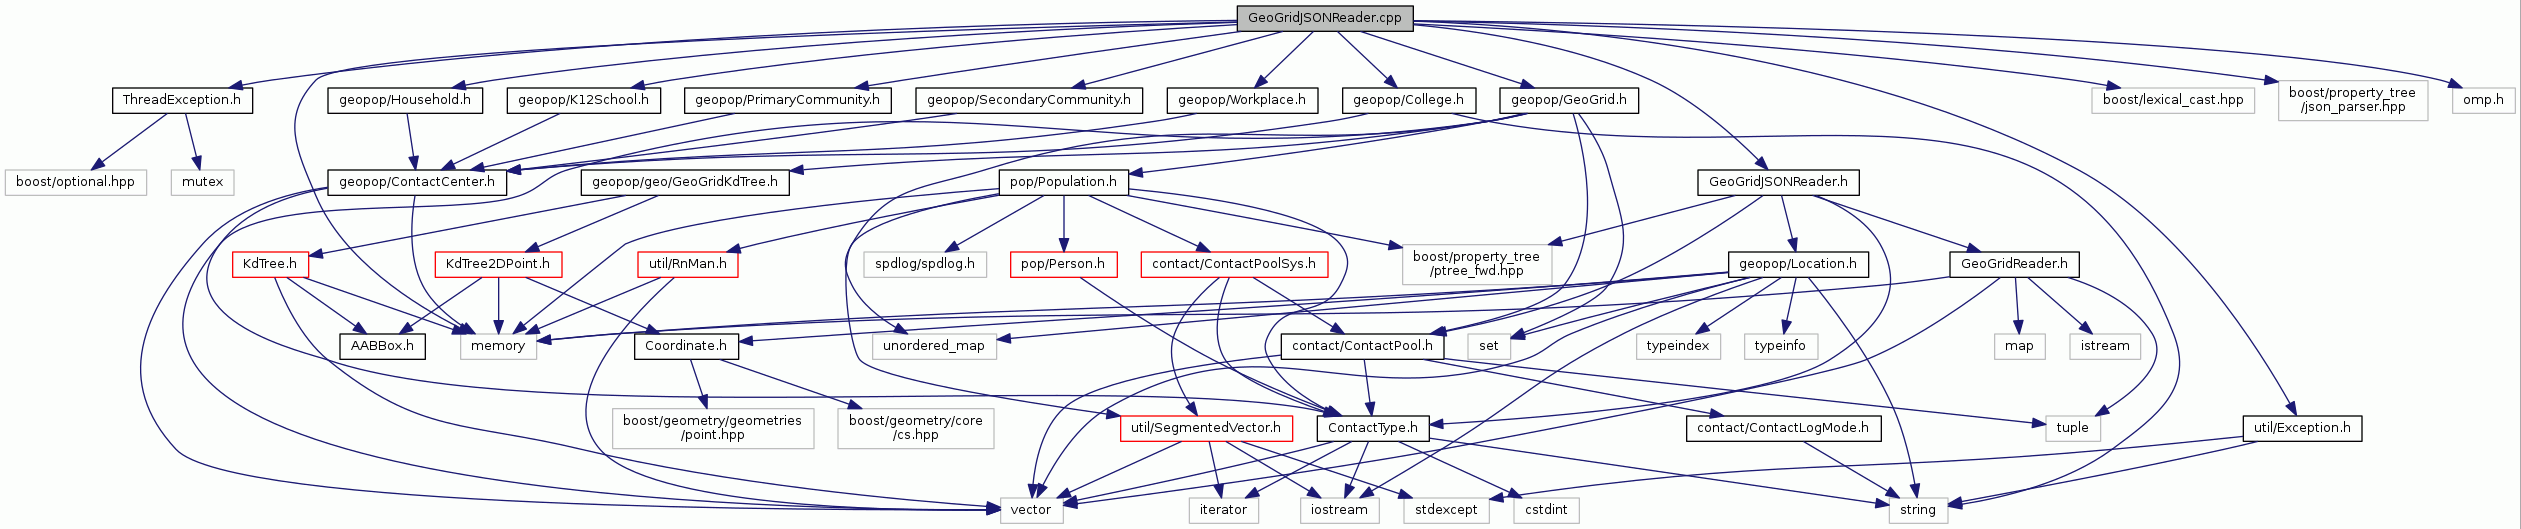 GeoGridJSONReader.cpp
ThreadException.h
geopop/Household.h
geopop/K12School.h
geopop/PrimaryCommunity.h
geopop/SecondaryCommunity.h
geopop/Workplace.h
geopop/College.h
geopop/GeoGrid.h
boost/lexical_cast.hpp
boost/property_tree
/json_parser.hpp
omp.h
boost/optional.hpp
mutex
geopop/ContactCenter.h
geopop/geo/GeoGridKdTree.h
pop/Population.h
GeoGridJSONReader.h
KdTree.h
KdTree2DPoint.h
util/RnMan.h
spdlog/spdlog.h
pop/Person.h
contact/ContactPoolSys.h
boost/property_tree
/ptree_fwd.hpp
geopop/Location.h
GeoGridReader.h
AABBox.h
memory
Coordinate.h
unordered_map
contact/ContactPool.h
set
typeindex
typeinfo
map
istream
boost/geometry/geometries
/point.hpp
boost/geometry/core
/cs.hpp
util/SegmentedVector.h
ContactType.h
contact/ContactLogMode.h
tuple
util/Exception.h
vector
iterator
iostream
stdexcept
cstdint
string